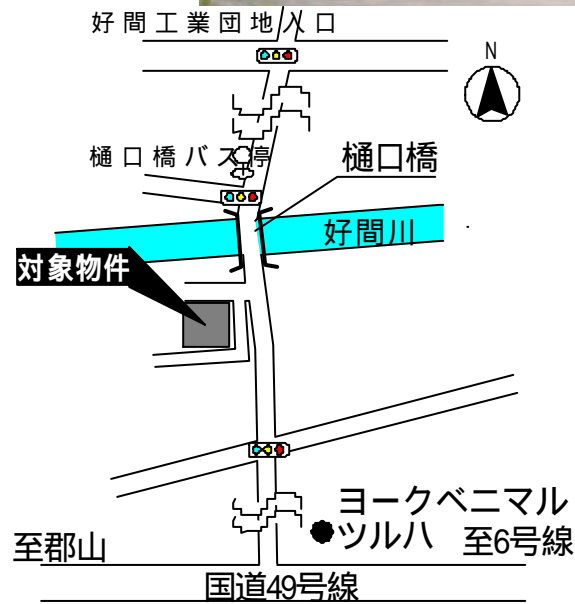 好間工業団地入口
N
樋口橋バス停
樋口橋
好間川
対象物件
ヨークベニマル
ツルハ
至郡山
至6号線
国道49号線